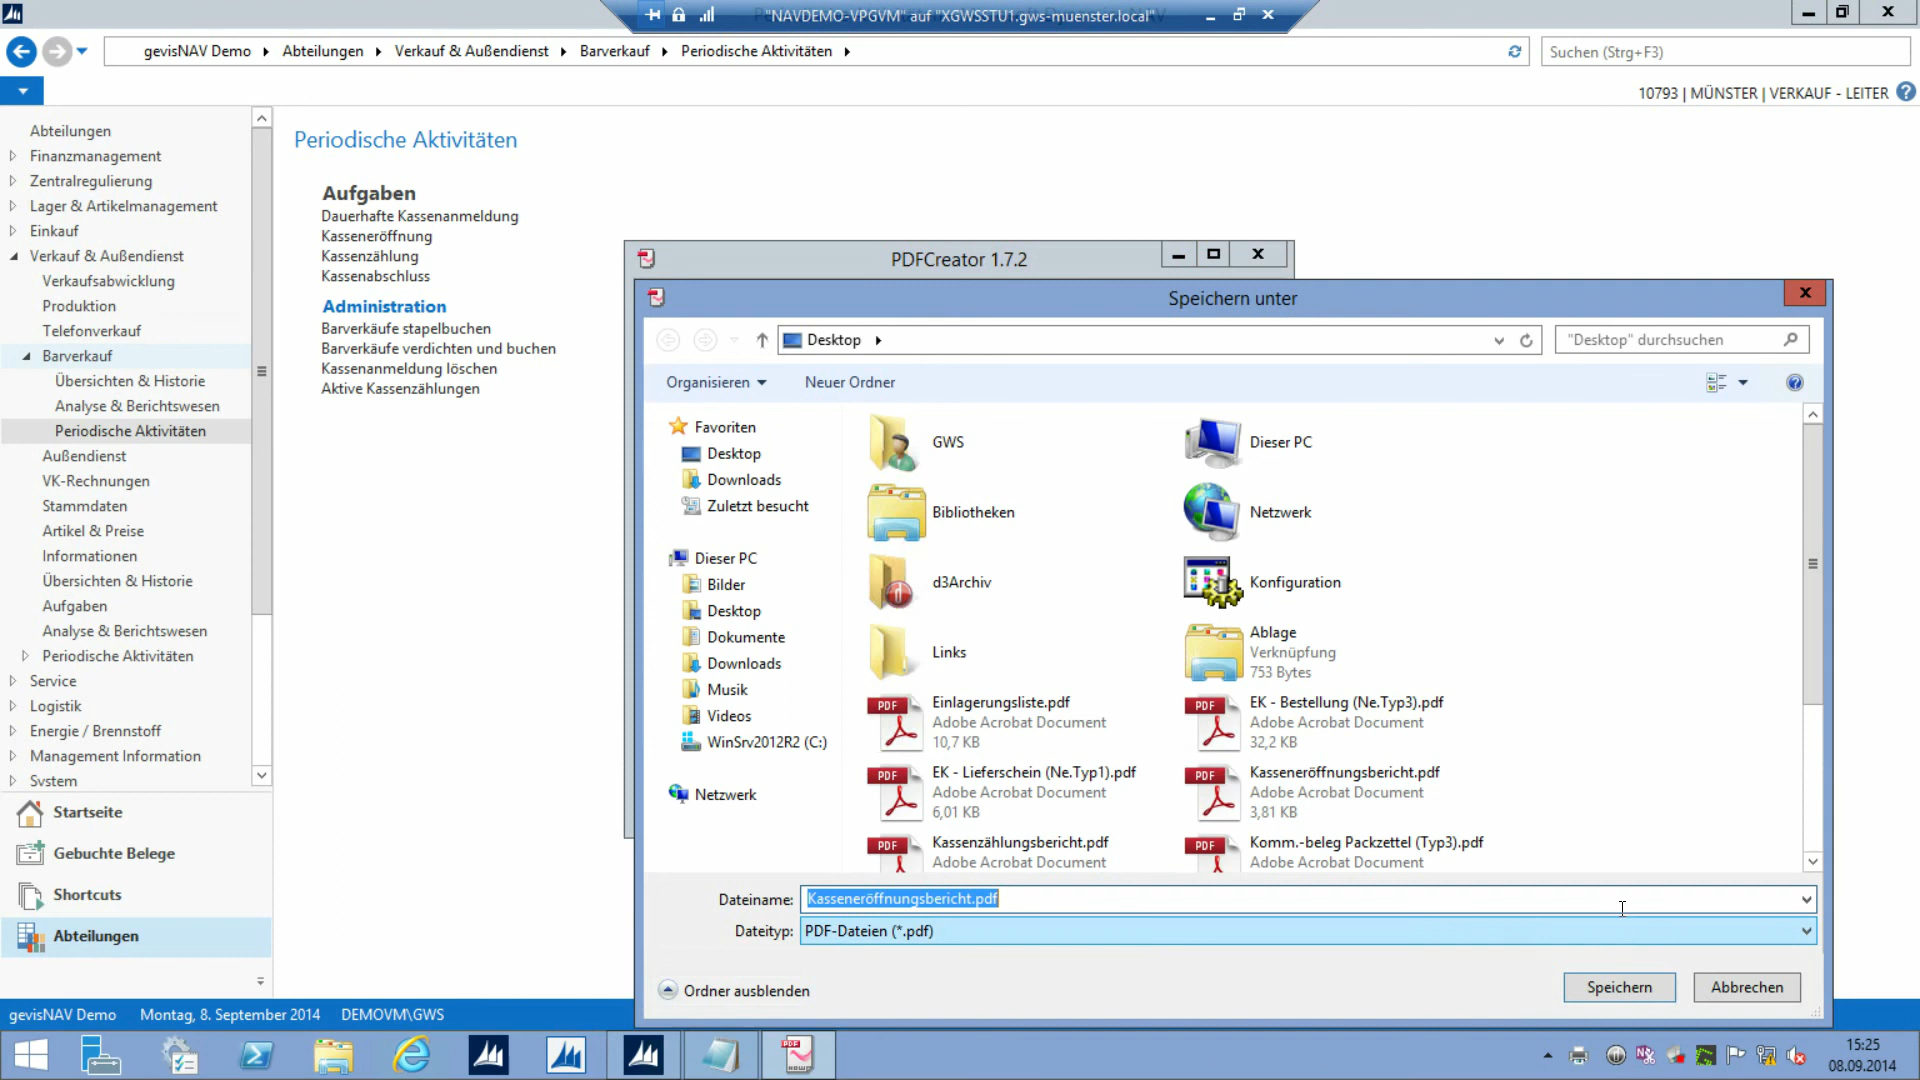 "NAVDEMO-VPGVM" auf "XGWSSTU1.gws-muenster.local"
gevisNAV Demo
Abteilungen
Verkauf & Außendienst
Barverkauf
Periodische Aktivitäten
Suchen (Strg+F3)
10793 | MÜNSTER | VERKAUF - LEITER
Abteilungen
Finanzmanagement
Zentralregulierung
Lager & Artikelmanagement
Einkauf
Verkauf & Außendienst
Verkaufsabwicklung
Produktion
Telefonverkauf
Barverkauf
Übersichten & Historie
Analyse & Berichtswesen
Periodische Aktivitäten
Außendienst
VK-Rechnungen
Stammdaten
Artikel & Preise
Informationen
Übersichten & Historie
Aufgaben
Analyse & Berichtswesen
Periodische Aktivitäten
Service
Logistik
Energie / Brennstoff
Management Information
System
Startseite
Gebuchte Belege
Shortcuts
Abteilungen
Periodische Aktivitäten
Aufgaben
Dauerhafte Kassenanmeldung
Kasseneröffnung
Kassenzählung
Kassenabschluss
Administration
Barverkäufe stapelbuchen
Barverkäufe verdichten und buchen
Kassenanmeldung löschen
Aktive Kassenzählungen
PDFCreator 1.7.2
Speichern unter
Desktop
"Desktop" durchsuchen
Organisieren
Neuer Ordner
Favoriten
Desktop
Downloads
Zuletzt besucht
Dieser PC
Bilder
Desktop
Dokumente
Downloads
Musik
Videos
WinSrv2012R2 (C:)
Netzwerk
GWS
Dieser PC
Bibliotheken
Netzwerk
d3Archiv
Konfiguration
Links
Ablage
Verknüpfung
753 Bytes
Einlagerungsliste.pdf
Adobe Acrobat Document
10,7 KB
EK - Bestellung (Ne.Typ3).pdf
Adobe Acrobat Document
32,2 KB
EK - Lieferschein (Ne.Typ1).pdf
Adobe Acrobat Document
6,01 KB
Kasseneröffnungsbericht.pdf
Adobe Acrobat Document
3,81 KB
Kassenzählungsbericht.pdf
Adobe Acrobat Document
Komm.-beleg Packzettel (Typ3).pdf
Adobe Acrobat Document
Dateiname: Kasseneröffnungsbericht.pdf
Dateityp: PDF-Dateien (*.pdf)
Ordner ausblenden
Speichern
Abbrechen
gevisNAV Demo
Montag, 8. September 2014
DEMOVM\GWS
15:25
08.09.2014